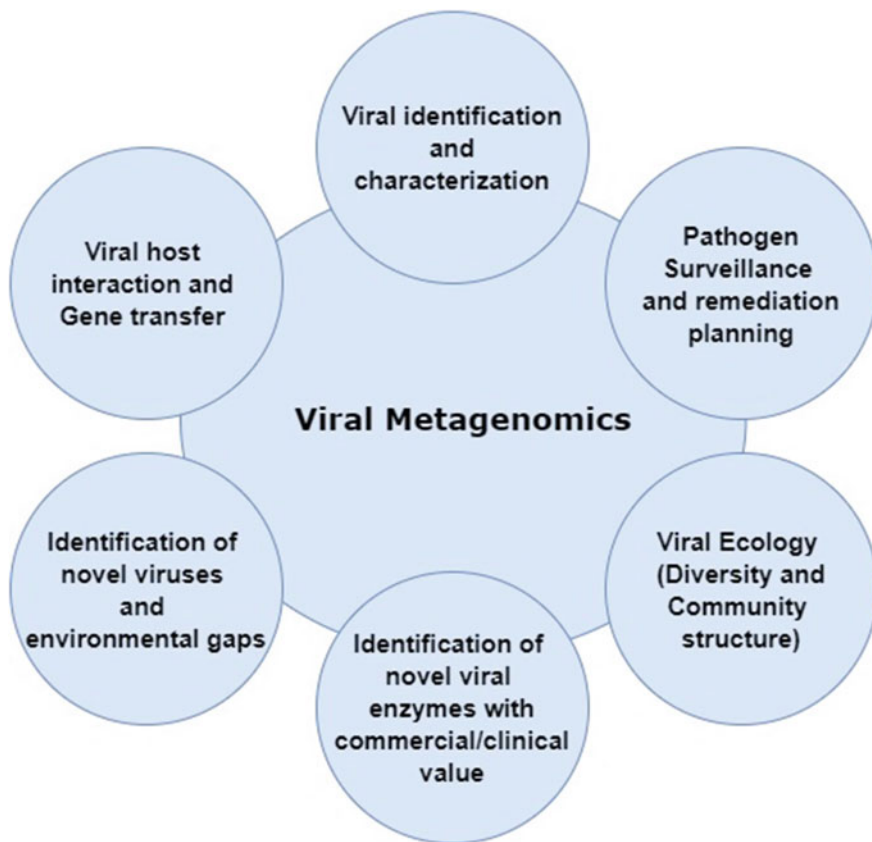 Viral identification
and
characterization
Viral host
interaction and
Gene transfer
Pathogen
Surveillance
and remediation
planning
Viral Metagenomics
Identification of
novel viruses
and
environmental gaps
Viral Ecology
(Diversity and
Community
structure)
Identification of
novel viral
enzymes with
commercial/clinical
value